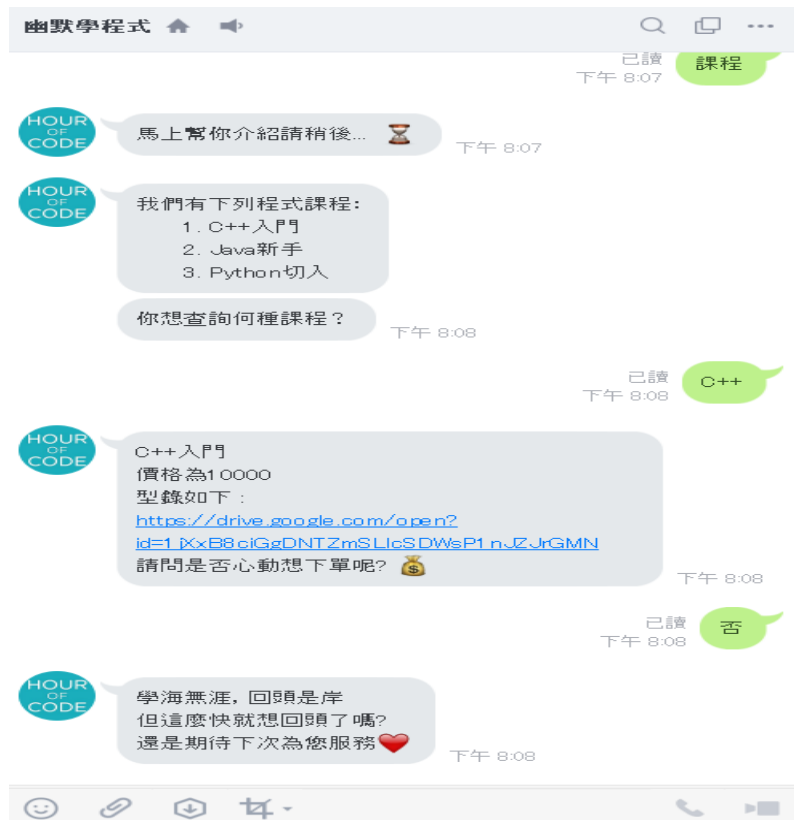 幽默學程式
已讀
下午 8:07
課程
HOUR
OF
CODE
馬上幫你介紹請稍後...
下午 8:07
HOUR
OF
CODE
我們有下列程式課程:
1. C++入門
2. Java新手
3. Python切入
你想查詢何種課程？
下午 8:08
已讀
下午 8:08
C++
HOUR
OF
CODE
C++入門
價格為10000
型錄如下：
https://drive.google.com/open?
id=1jXxB8ciGgDNTZmSLlcSDWsP1nJZJrGMN
請問是否心動想下單呢?
下午 8:08
已讀
下午 8:08
否
HOUR
OF
CODE
學海無涯, 回頭是岸
但這麼快就想回頭了嗎?
還是期待下次為您服務
下午 8:08